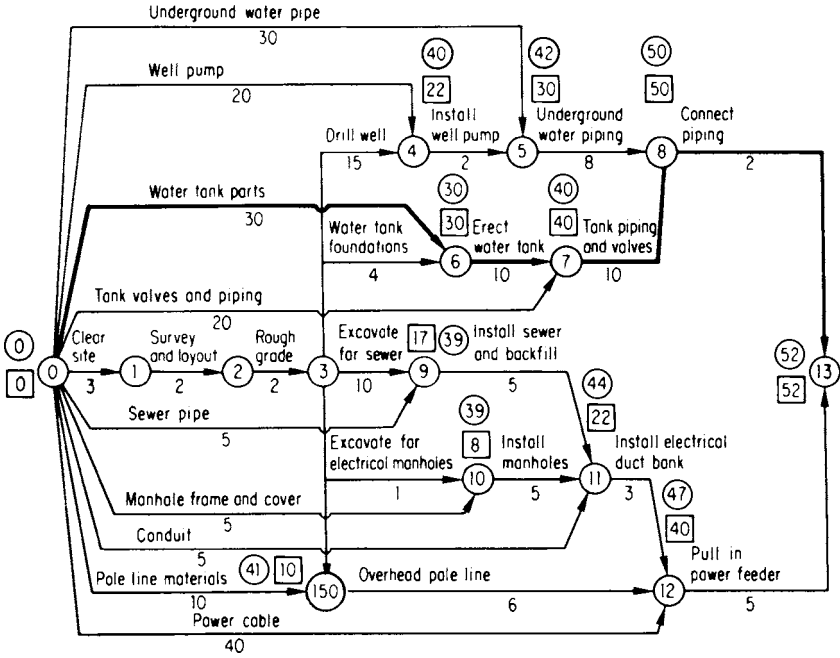 Underground water pipe
30
40
42
50
Well pump
22
30
50
20
Install
Underground
Connect
Drill well
4
well pump
5
water piping
8
piping
15
2
8
2
Water tank parts
30
40
30
Water tank
30
Erect
40
Tank piping
foundations
6
water tank
7
and valves
4
10
10
Tank valves and piping
20
0
Clear
Survey
Rough
Excavate
17
39
Install sewer
52
site
and layout
grade
for sewer
and backfill
0
0
1
2
3
9
52
13
3
2
2
10
5
Sewer pipe
5
39
44
Excavate for
8
Install
22
Install electrical
electrical manholes
10
manholes
11
duct bank
Manhole frame and cover
1
5
3
5
47
Conduit
5
40
Pole line materials
41
10
Overhead pole line
Pull in
10
150
6
12
power feeder
Power cable
5
40